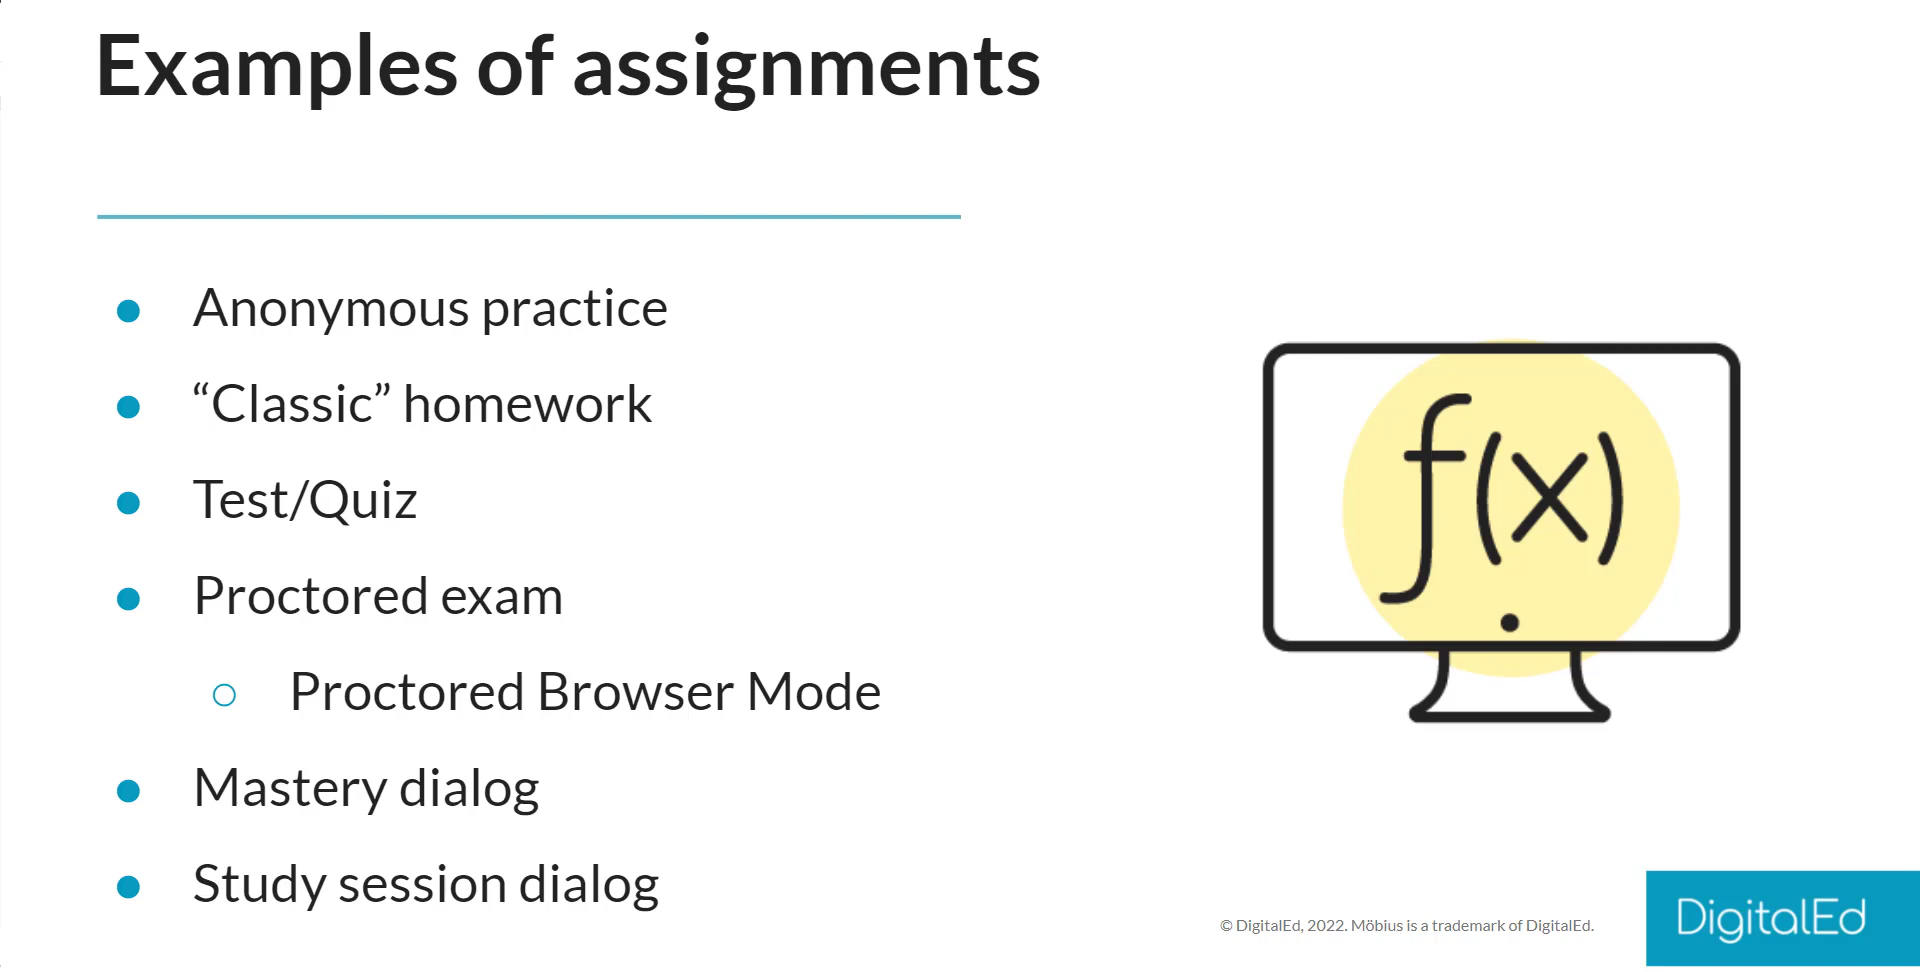 Examples of assignments
● Anonymous practice
● “Classic” homework
● Test/Quiz
● Proctored exam
○ Proctored Browser Mode
● Mastery dialog
● Study session dialog
f(x)
© DigitalEd, 2022. Möbius is a trademark of DigitalEd.
DigitalEd